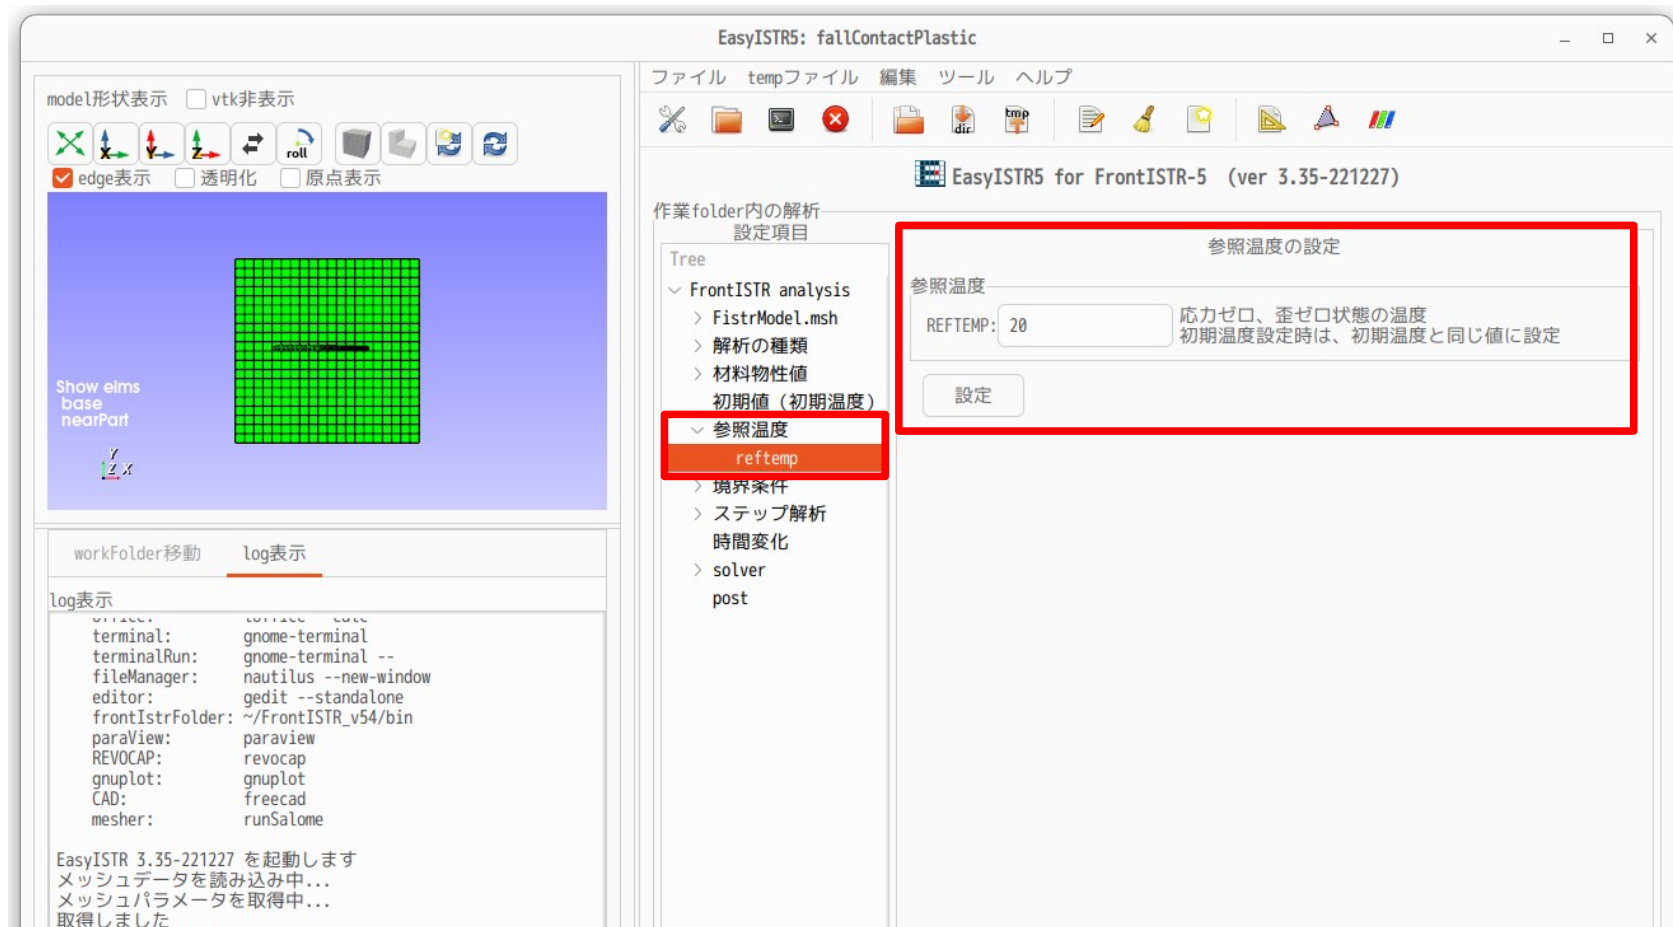 EasyISTR5: fallContactPlastic
model形状表示 vtk非表示
roll
edge表示 透明化 原点表示
Show elms
base
nearPart
Y
Z X
workFolder移動 log表示
log表示
terminal: gnome-terminal
terminalRun: gnome-terminal --
fileManager: nautilus --new-window
editor: gedit --standalone
frontIstrFolder: ~/FrontISTR_v54/bin
paraView: paraview
REVOCAP: revocap
gnuplot: gnuplot
CAD: freecad
mesher: runSalome
EasyISTR 3.35-221227 を起動します
メッシュデータを読み込み中...
メッシュパラメータを取得中...
取得しました
ファイル tempファイル 編集 ツール ヘルプ
dir tmp
EasyISTR5 for FrontISTR-5 (ver 3.35-221227)
作業folder内の解析
設定項目
Tree
FrontISTR analysis
FistrModel.msh
解析の種類
材料物性値
初期値（初期温度）
参照温度
reftemp
境界条件
ステップ解析
時間変化
solver
post
参照温度の設定
参照温度
REFTEMP: 20
応力ゼロ、歪ゼロ状態の温度
初期温度設定時は、初期温度と同じ値に設定
設定